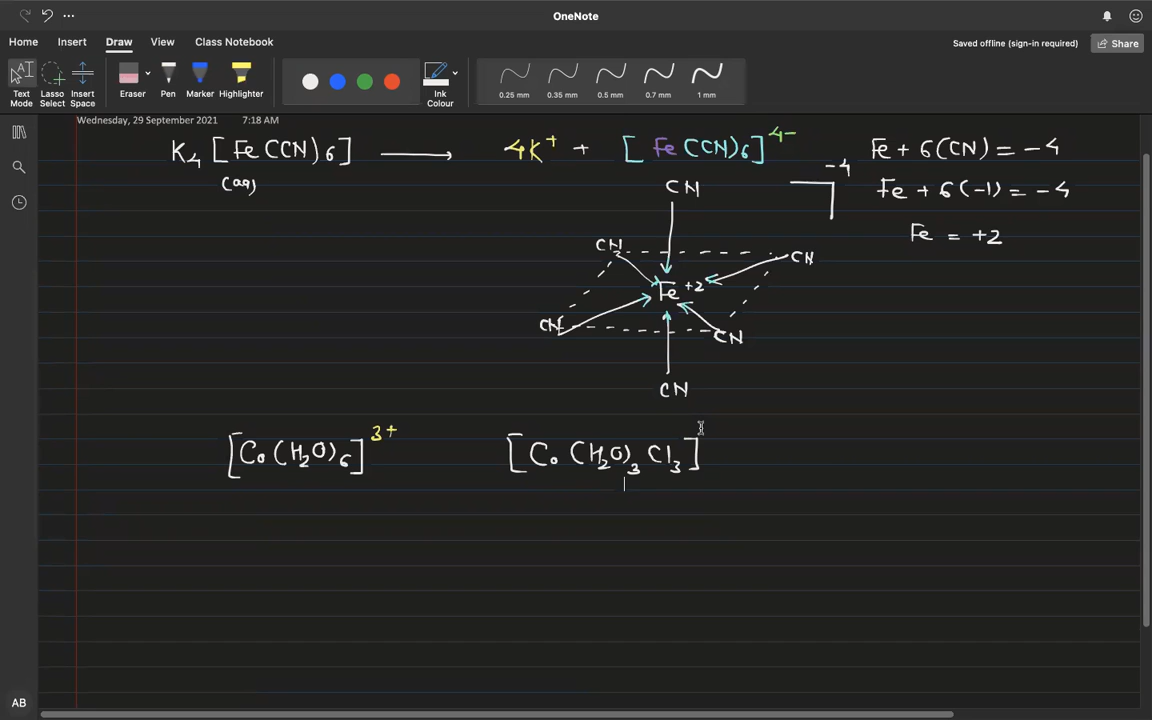 OneNote
Home Insert Draw View Class Notebook
Saved offline (sign-in required) Share
Text Mode Lasso Select Insert Space Eraser Pen Marker Highlighter Ink Colour 0.25 mm 0.35 mm 0.5 mm 0.7 mm 1 mm
Wednesday, 29 September 2021 7:18 AM
K₄ [Fe(CN)₆] ⟶ 4K⁺ + [Fe(CN)₆]⁴⁻ Fe + 6(CN) = -4
(aq)
-4
CN
Fe + 6(-1) = -4
Fe = +2
CN CN
Fe +2
CN CN
CN
[Co(H₂O)₆]³⁺ [Co(H₂O)₃Cl₃]
AB